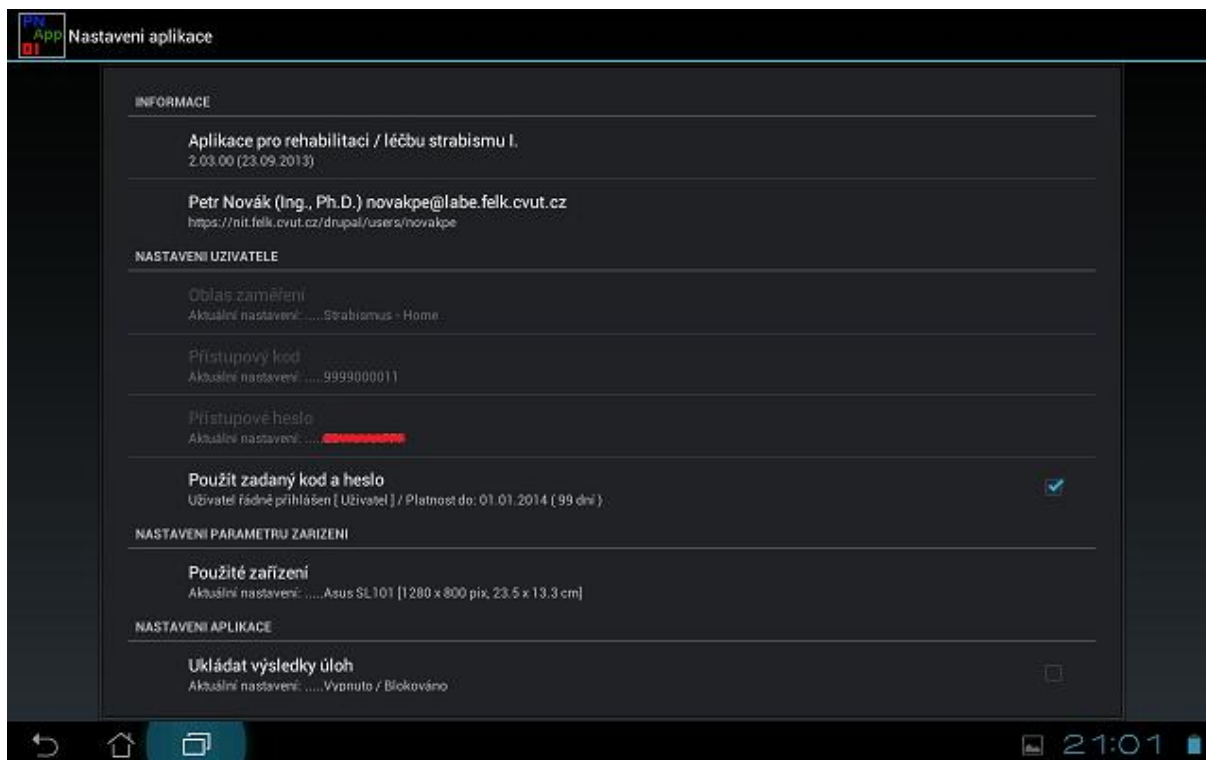 PN
App
01
Nastaveni aplikace
INFORMACE
Aplikace pro rehabilitaci / léčbu strabismu I.
2.03.00 (23.09.2013)
Petr Novák (Ing., Ph.D.) novakpe@labe.felk.cvut.cz
https://nit.felk.cvut.cz/drupal/users/novakpe
NASTAVENI UZIVATELE
Oblas zaměření
Aktuální nastavení: .....Strabismus - Home
Přístupový kod
Aktuální nastavení: .....9999000011
Přístupové heslo
Aktuální nastavení: .....
Použít zadaný kod a heslo
Uživatel řádně přihlášen [ Uživatel ] / Platnost do: 01.01.2014 ( 99 dní )
NASTAVENI PARAMETRU ZARIZENI
Použité zařízení
Aktuální nastavení: .....Asus SL101 [1280 x 800 pix, 23.5 x 13.3 cm]
NASTAVENI APLIKACE
Ukládat výsledky úloh
Aktuální nastavení: .....Vypnuto / Blokováno
21:01